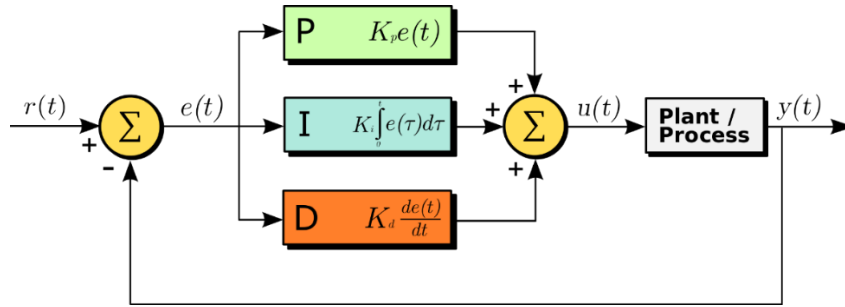 P K_p e(t)
r(t) Σ e(t) I K_i ∫_0^t e(τ)dτ Σ u(t) Plant / Process y(t)
+ - + + +
D K_d de(t)/dt